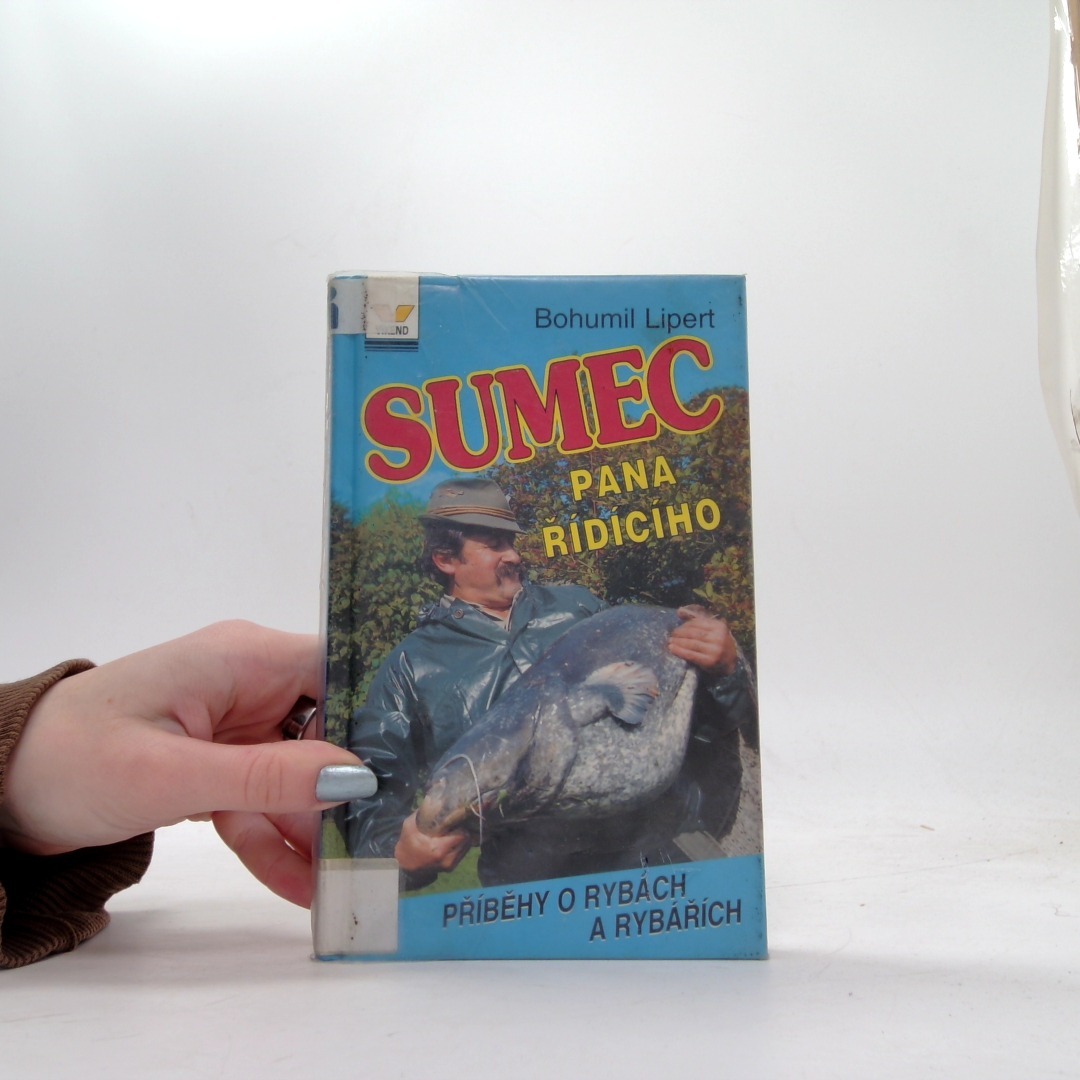 Bohumil Lipert
SUMEC
PANA
ŘÍDÍCÍHO
PŘÍBĚHY O RYBÁCH
A RYBÁŘÍCH